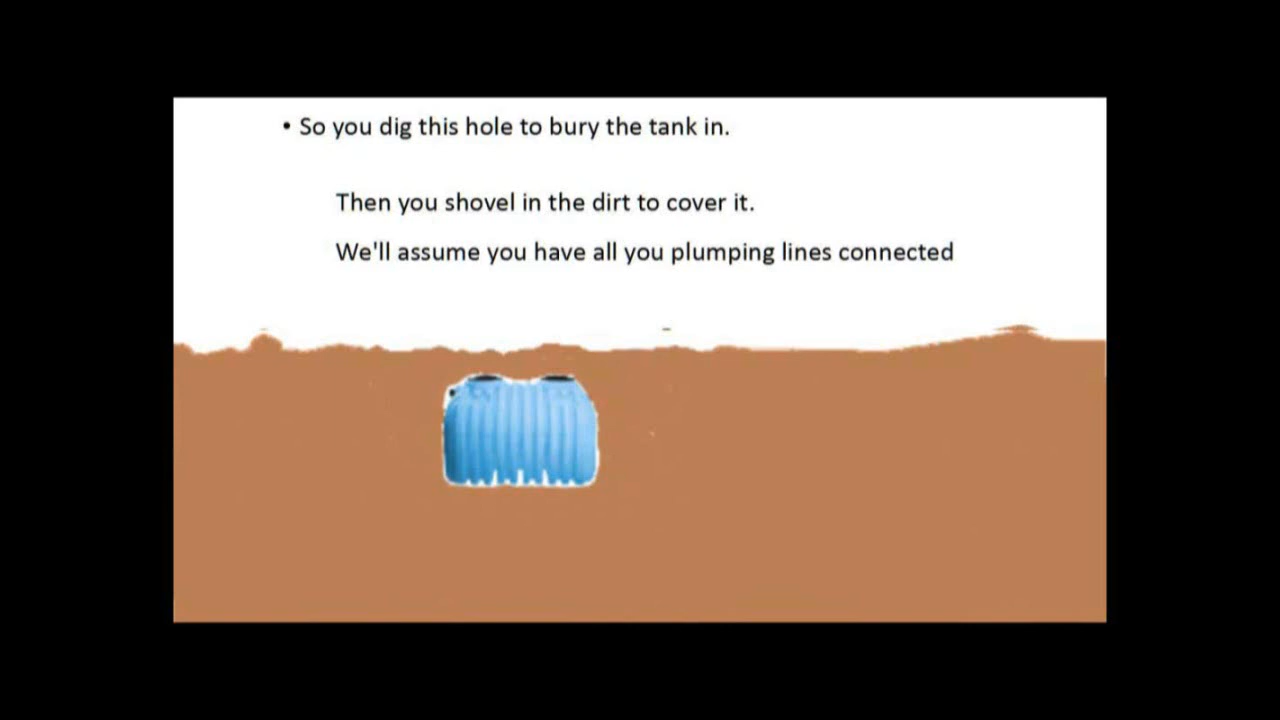 • So you dig this hole to bury the tank in.
Then you shovel in the dirt to cover it.
We'll assume you have all you plumping lines connected